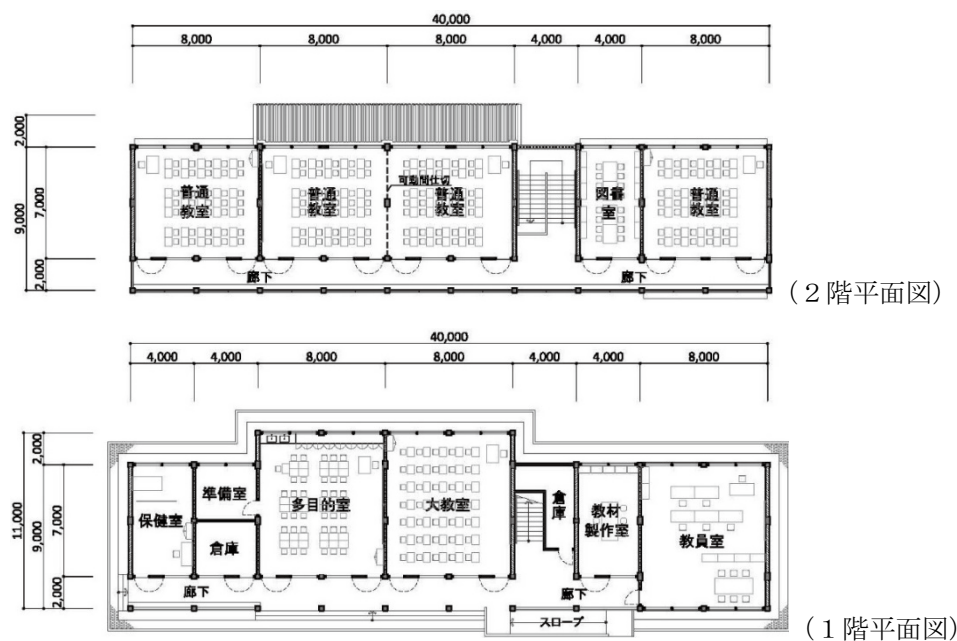 40,000
8,000 8,000 8,000 4,000 4,000 8,000
2,000
9,000 7,000
2,000
普通
教室
普通
教室
可動間仕切
普通
教室
図書
室
普通
教室
廊下 廊下
(2階平面図)
40,000
4,000 4,000 8,000 8,000 4,000 4,000 8,000
2,000
11,000 9,000 7,000
2,000
保健室
準備室
倉庫
多目的室
大教室
倉庫
教材
製作室
教員室
廊下 廊下
スロープ
(1階平面図)